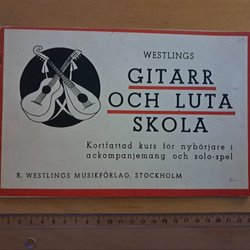 WESTLINGS
GITARR
OCH LUTA
SKOLA
Kortfattad kurs för nybörjare i
ackompanjemang och solo-spel
R. WESTLINGS MUSIKFÖRLAG, STOCKHOLM